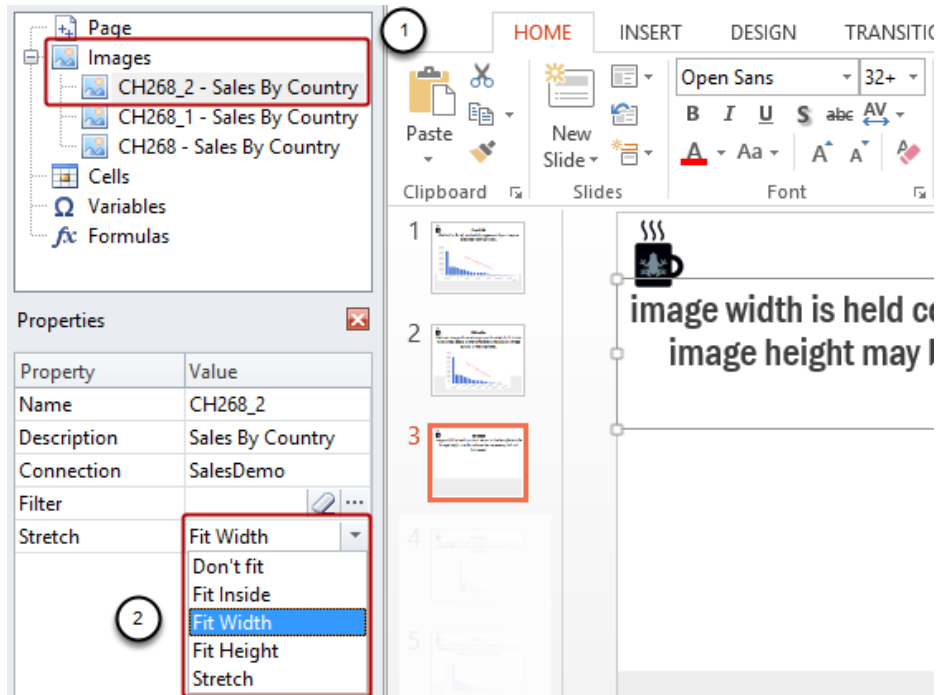 Page
Images
CH268_2 - Sales By Country
CH268_1 - Sales By Country
CH268 - Sales By Country
Cells
Ω Variables
fx Formulas
Properties
Property Value
Name CH268_2
Description Sales By Country
Connection SalesDemo
Filter ...
Stretch Fit Width
Don't fit
Fit Inside
Fit Width
Fit Height
Stretch
1
2
HOME INSERT DESIGN TRANSITIO
Paste
New
Slide
Open Sans 32+
B I U S abc AV
A Aa A A
Clipboard Slides Font
1
2
3
4
5
image width is held co
image height may b